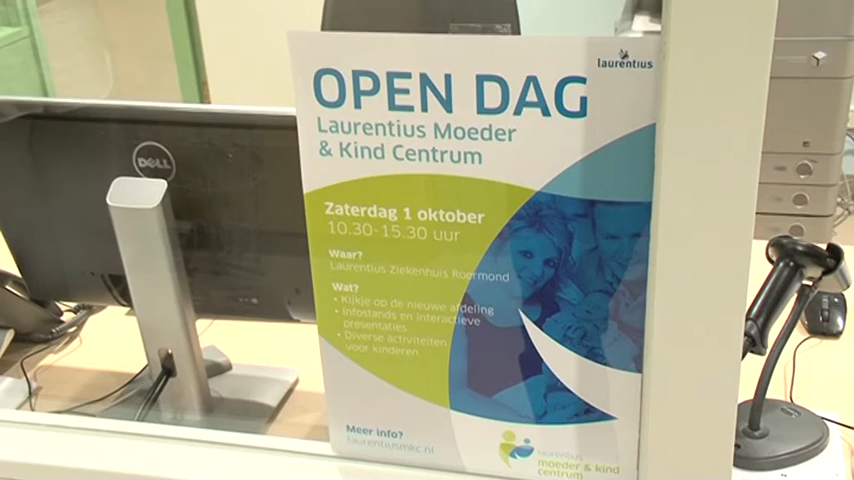 laurentius
OPEN DAG
Laurentius Moeder
& Kind Centrum
DELL
Zaterdag 1 oktober
10.30-15.30 uur
Waar?
Laurentius Ziekenhuis Roermond
Wat?
• Kijkje op de nieuwe afdeling
• Infostands en interactieve
presentaties
• Diverse activiteiten
voor kinderen
Meer info?
laurentiusmkc.nl
laurentius
moeder & kind
centrum